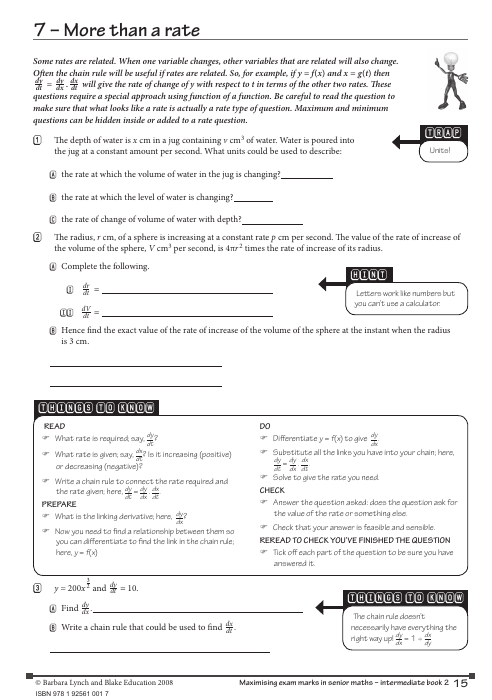 7 – More than a rate
Some rates are related. When one variable changes, other variables that are related will also change.
Often the chain rule will be useful if rates are related. So, for example, if y = f(x) and x = g(t) then
dy/dt = dy/dx · dx/dt will give the rate of change of y with respect to t in terms of the other two rates. These
questions require a special approach using function of a function. Be careful to read the question to
make sure that what looks like a rate is actually a rate type of question. Maximum and minimum
questions can be hidden inside or added to a rate question.
TRAP
Units!
1 The depth of water is x cm in a jug containing v cm³ of water. Water is poured into
the jug at a constant amount per second. What units could be used to describe:
A the rate at which the volume of water in the jug is changing?
B the rate at which the level of water is changing?
C the rate of change of volume of water with depth?
2 The radius, r cm, of a sphere is increasing at a constant rate p cm per second. The value of the rate of increase of
the volume of the sphere, V cm³ per second, is 4πr² times the rate of increase of its radius.
A Complete the following.
I dr/dt =
II dV/dt =
HINT
Letters work like numbers but
you can't use a calculator.
B Hence find the exact value of the rate of increase of the volume of the sphere at the instant when the radius
is 3 cm.
THINGS TO KNOW
READ
☞ What rate is required; say, dy/dt?
☞ What rate is given; say, dx/dt? Is it increasing (positive)
or decreasing (negative)?
☞ Write a chain rule to connect the rate required and
the rate given; here, dy/dt = dy/dx · dx/dt
PREPARE
☞ What is the linking derivative; here, dy/dx?
☞ Now you need to find a relationship between them so
you can differentiate to find the link in the chain rule;
here, y = f(x)
DO
☞ Differentiate y = f(x) to give dy/dx.
☞ Substitute all the links you have into your chain; here,
dy/dt = dy/dx · dx/dt
☞ Solve to give the rate you need.
CHECK
☞ Answer the question asked: does the question ask for
the value of the rate or something else.
☞ Check that your answer is feasible and sensible.
REREAD TO CHECK YOU'VE FINISHED THE QUESTION
☞ Tick off each part of the question to be sure you have
answered it.
3 y = 200x^(3/2) and dy/dt = 10.
A Find dy/dx.
B Write a chain rule that could be used to find dx/dt.
THINGS TO KNOW
The chain rule doesn't
necessarily have everything the
right way up! dy/dx = 1 ÷ dx/dy
© Barbara Lynch and Blake Education 2008
Maximising exam marks in senior maths – intermediate book 2 15
ISBN 978 1 92561 001 7